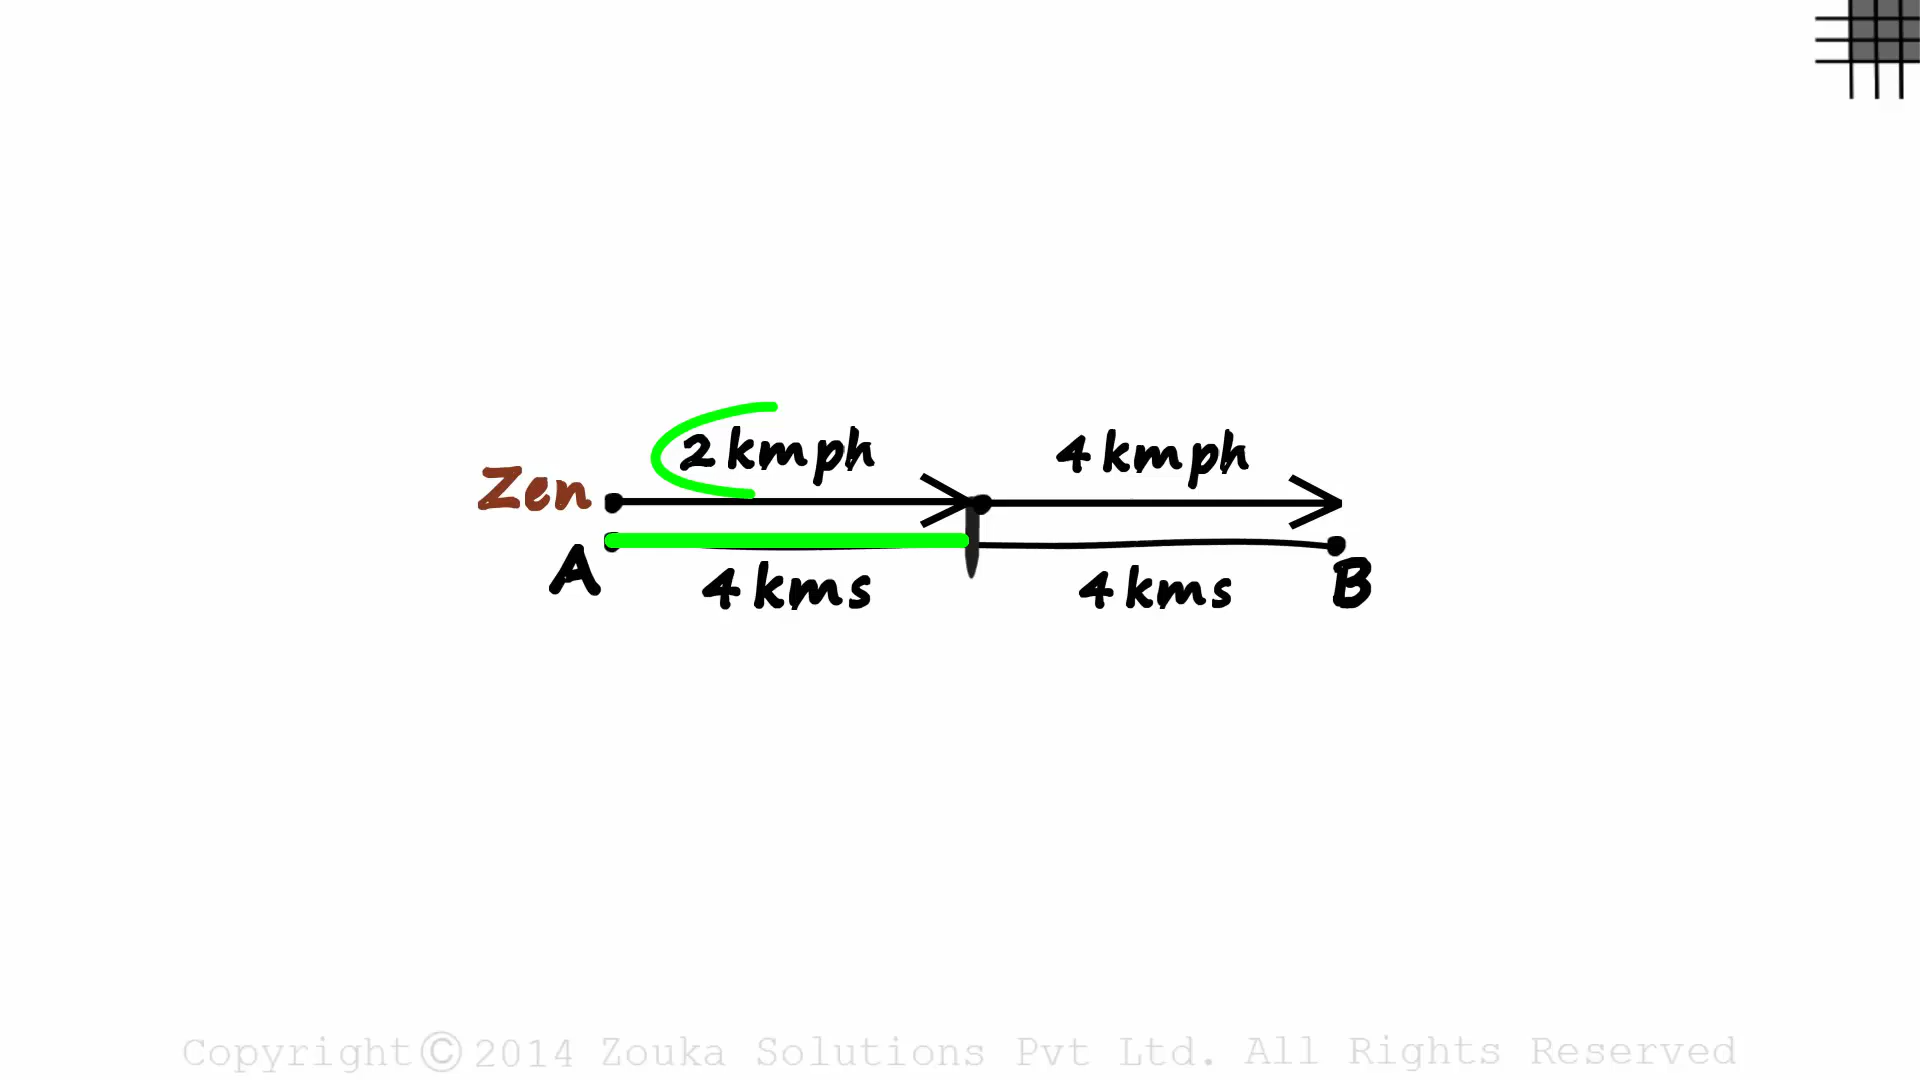 2 kmph 4 kmph
Zen
A 4 kms 4 kms B
Copyright©2014 Zouka Solutions Pvt Ltd. All Rights Reserved